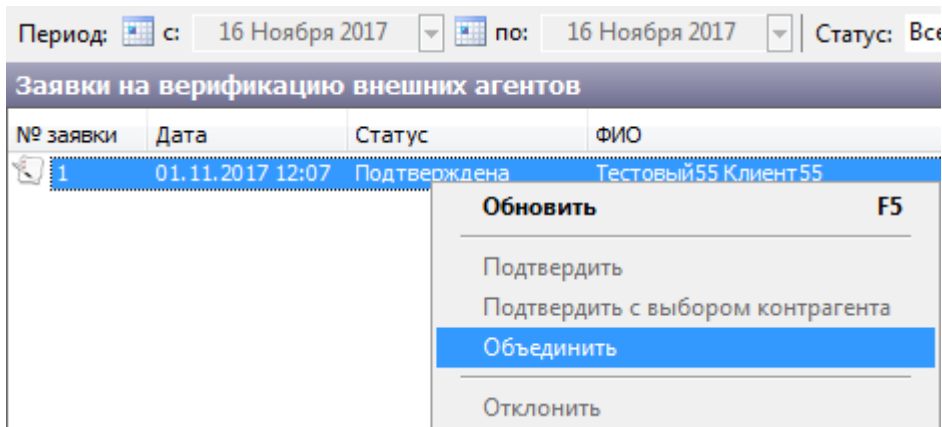 Период: с: 16 Ноября 2017 по: 16 Ноября 2017 Статус: Все
Заявки на верификацию внешних агентов
№ заявки Дата Статус ФИО
1 01.11.2017 12:07 Подтверждена Тестовый55 Клиент55
Обновить F5
Подтвердить
Подтвердить с выбором контрагента
Объединить
Отклонить